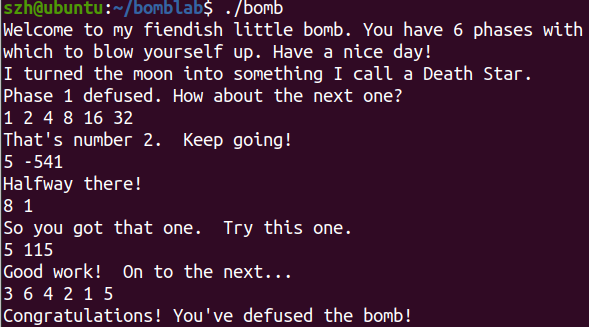 szh@ubuntu:~/bomblab$ ./bomb
Welcome to my fiendish little bomb. You have 6 phases with
which to blow yourself up. Have a nice day!
I turned the moon into something I call a Death Star.
Phase 1 defused. How about the next one?
1 2 4 8 16 32
That's number 2.  Keep going!
5 -541
Halfway there!
8 1
So you got that one.  Try this one.
5 115
Good work!  On to the next...
3 6 4 2 1 5
Congratulations! You've defused the bomb!